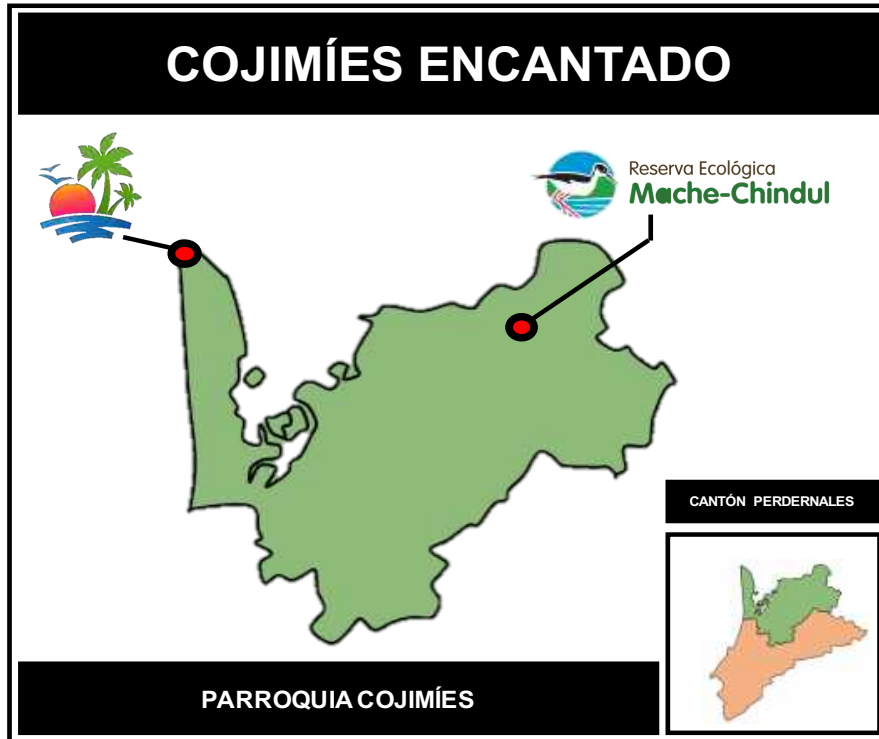 COJIMÍES ENCANTADO
Reserva Ecológica
Mache-Chindul
CANTÓN PERDERNALES
PARROQUIA COJIMÍES